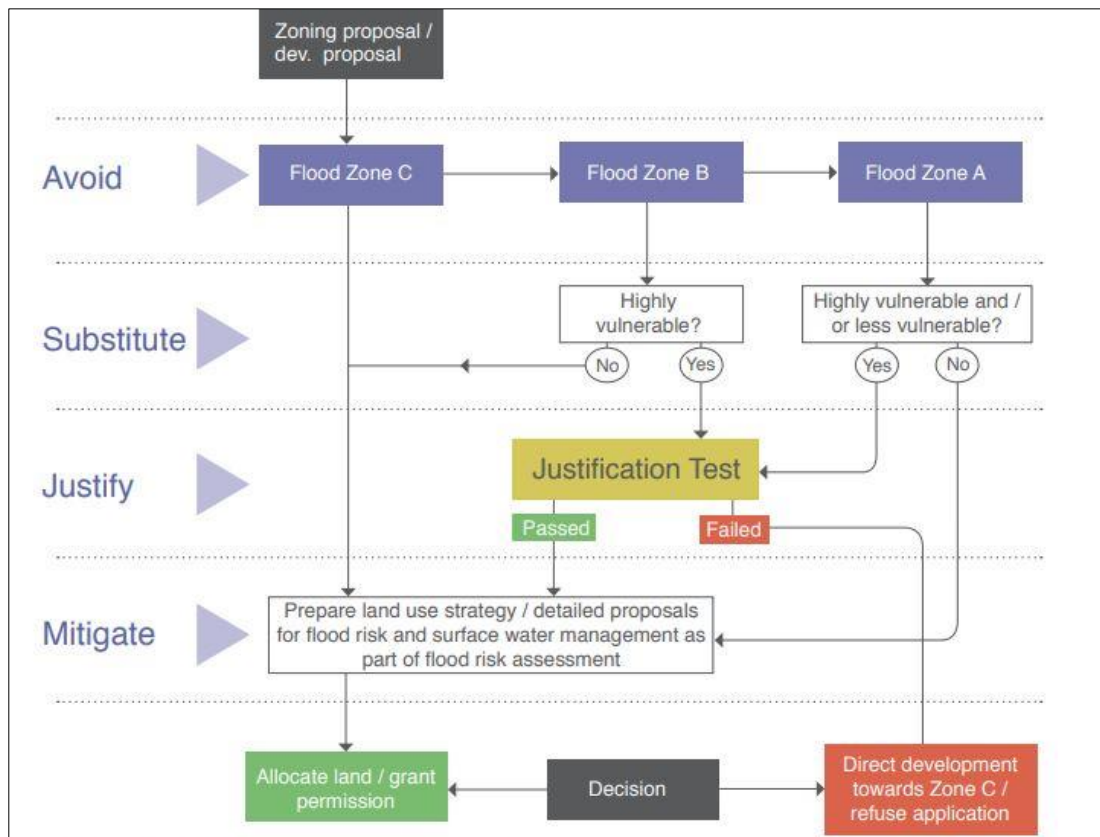 Zoning proposal /
dev. proposal
Avoid
Flood Zone C
Flood Zone B
Flood Zone A
Substitute
Highly
vulnerable?
Highly vulnerable and /
or less vulnerable?
No
Yes
Yes
No
Justify
Justification Test
Passed
Failed
Mitigate
Prepare land use strategy / detailed proposals
for flood risk and surface water management as
part of flood risk assessment
Allocate land / grant
permission
Decision
Direct development
towards Zone C /
refuse application